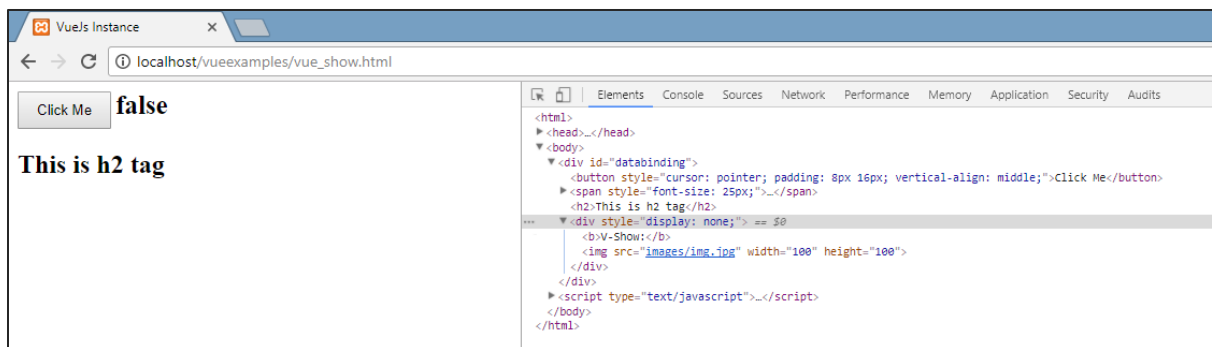 VueJs Instance
localhost/vueexamples/vue_show.html
Click Me false
This is h2 tag
Elements Console Sources Network Performance Memory Application Security Audits
<html>
<head>…</head>
<body>
<div id="databinding">
<button style="cursor: pointer; padding: 8px 16px; vertical-align: middle;">Click Me</button>
<span style="font-size: 25px;">…</span>
<h2>This is h2 tag</h2>
... <div style="display: none;"> == $0
<b>V-Show:</b>
<img src="images/img.jpg" width="100" height="100">
</div>
</div>
<script type="text/javascript">…</script>
</body>
</html>